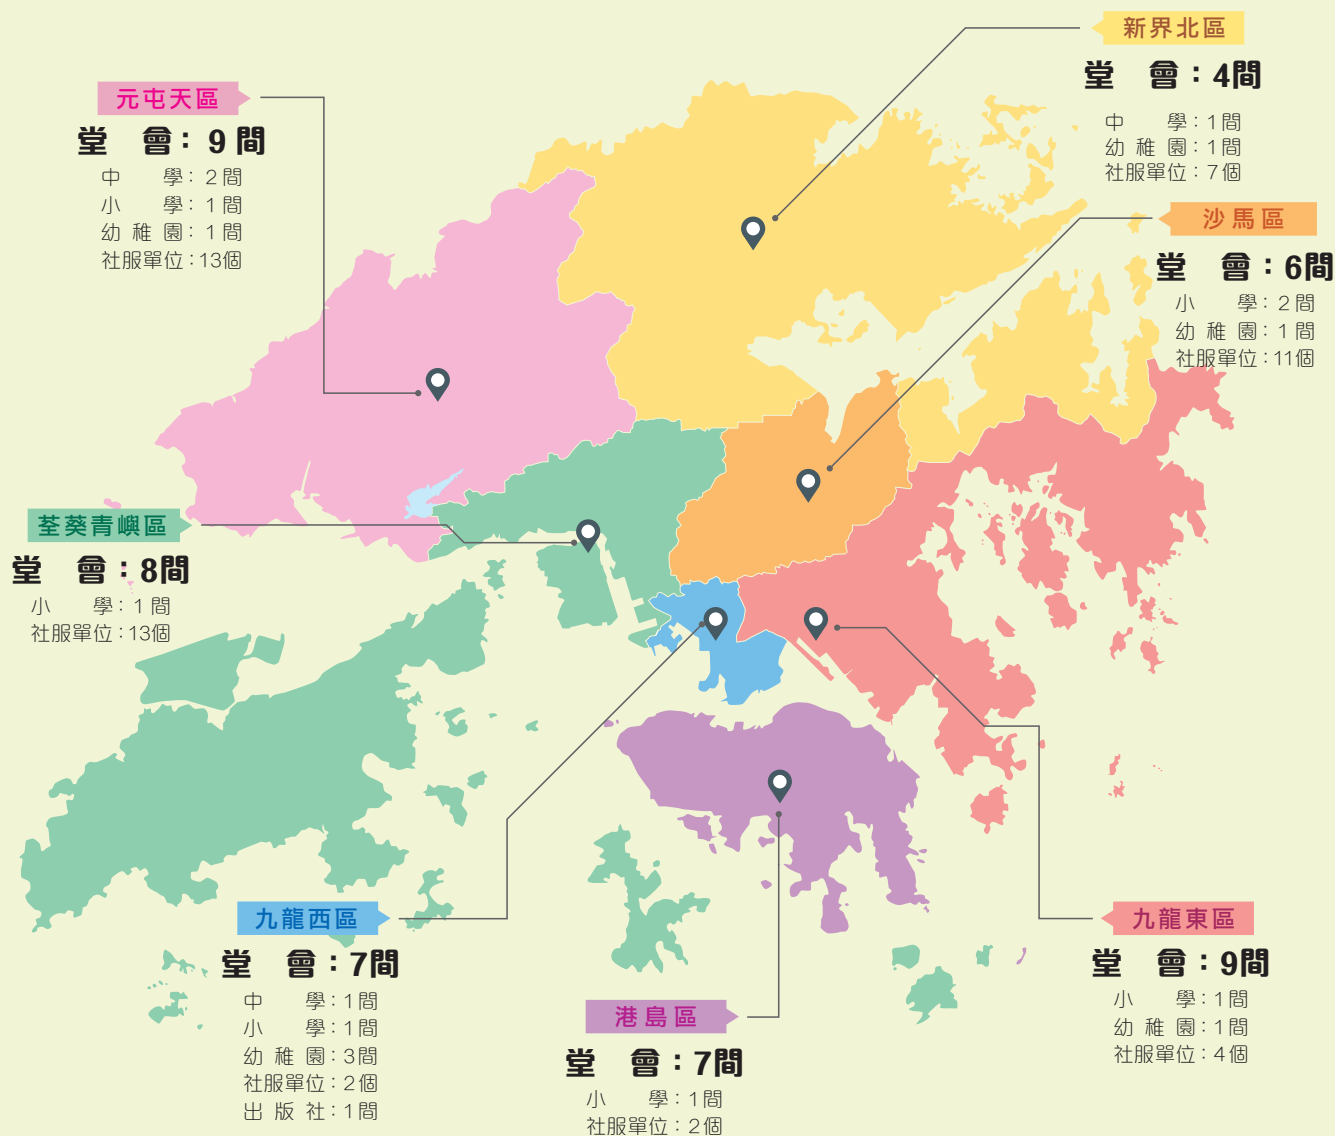 新界北區
堂會：4間
中學：1間
幼稚園：1間
社服單位：7個
元屯天區
堂會：9間
中學：2間
小學：1間
幼稚園：1間
社服單位：13個
沙馬區
堂會：6間
小學：2間
幼稚園：1間
社服單位：11個
荃葵青嶼區
堂會：8間
小學：1間
社服單位：13個
九龍西區
堂會：7間
中學：1間
小學：1間
幼稚園：3間
社服單位：2個
出版社：1間
港島區
堂會：7間
小學：1間
社服單位：2個
九龍東區
堂會：9間
小學：1間
幼稚園：1間
社服單位：4個